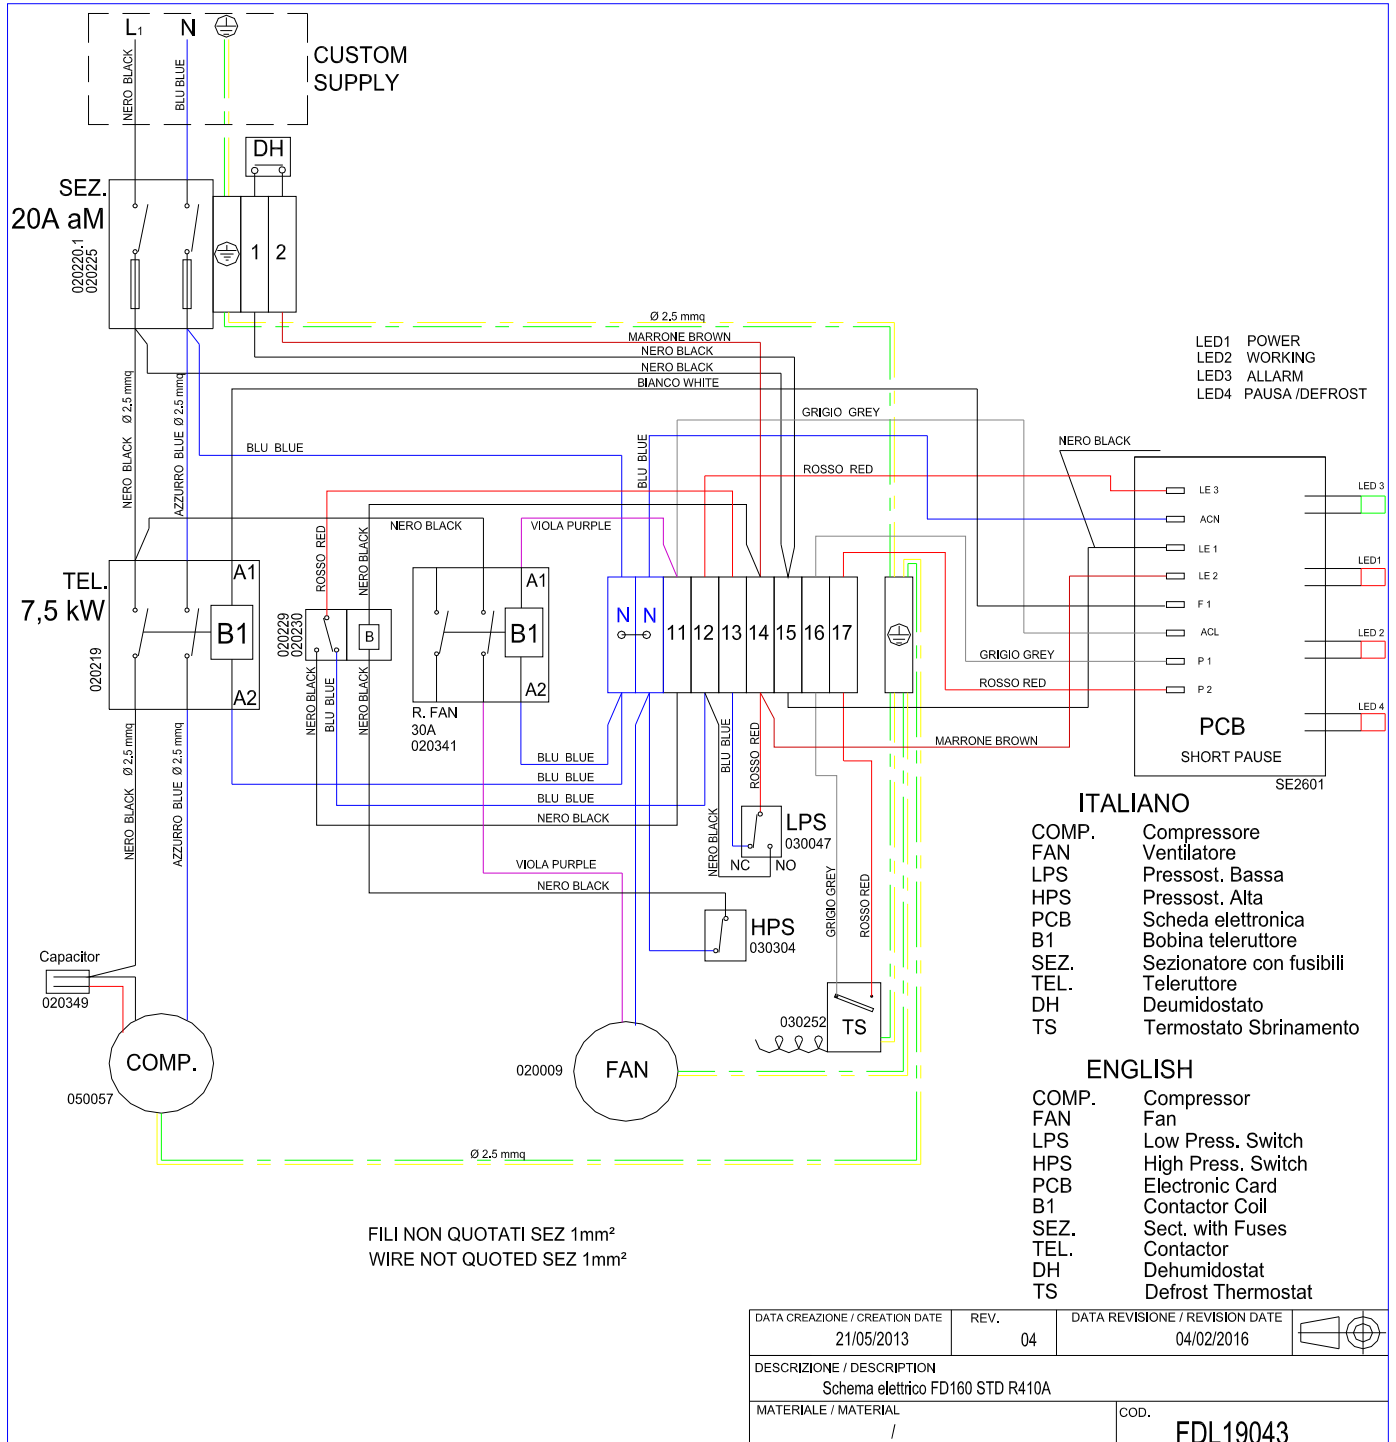 L1 N
CUSTOM
SUPPLY
NERO BLACK
BLU BLUE
DH
SEZ.
20A aM
020220.1
020225
1 2
Ø 2.5 mmq
MARRONE BROWN
NERO BLACK
NERO BLACK
BIANCO WHITE
LED1 POWER
LED2 WORKING
LED3 ALLARM
LED4 PAUSA /DEFROST
NERO BLACK Ø 2.5 mmq
AZZURRO BLUE Ø 2.5 mmq
BLU BLUE
BLU BLUE
GRIGIO GREY
ROSSO RED
NERO BLACK
NERO BLACK
VIOLA PURPLE
ROSSO RED
NERO BLACK
LE 3
ACN
LE 1
LE 2
F 1
ACL
P 1
P 2
PCB
SHORT PAUSE
SE2601
LED 3
LED1
LED 2
LED 4
TEL.
7,5 kW
020219
A1
B1
A2
020229
020230
B
A1
B1
A2
R. FAN
30A
020341
N N 11 12 13 14 15 16 17
GRIGIO GREY
ROSSO RED
MARRONE BROWN
NERO BLACK
BLU BLUE
NERO BLACK
BLU BLUE
BLU BLUE
BLU BLUE
NERO BLACK
BLU BLUE
ROSSO RED
NERO BLACK
LPS
030047
NC NO
VIOLA PURPLE
NERO BLACK
HPS
030304
GRIGIO GREY
ROSSO RED
NERO BLACK Ø 2.5 mmq
AZZURRO BLUE Ø 2.5 mmq
Capacitor
020349
COMP.
050057
020009
FAN
030252
TS
Ø 2.5 mmq
ITALIANO
COMP. Compressore
FAN Ventilatore
LPS Pressost. Bassa
HPS Pressost. Alta
PCB Scheda elettronica
B1 Bobina teleruttore
SEZ. Sezionatore con fusibili
TEL. Teleruttore
DH Deumidostato
TS Termostato Sbrinamento
ENGLISH
COMP. Compressor
FAN Fan
LPS Low Press. Switch
HPS High Press. Switch
PCB Electronic Card
B1 Contactor Coil
SEZ. Sect. with Fuses
TEL. Contactor
DH Dehumidostat
TS Defrost Thermostat
FILI NON QUOTATI SEZ 1mm²
WIRE NOT QUOTED SEZ 1mm²
DATA CREAZIONE / CREATION DATE
21/05/2013
REV.
04
DATA REVISIONE / REVISION DATE
04/02/2016
DESCRIZIONE / DESCRIPTION
Schema elettrico FD160 STD R410A
MATERIALE / MATERIAL
/
COD.
FDL19043